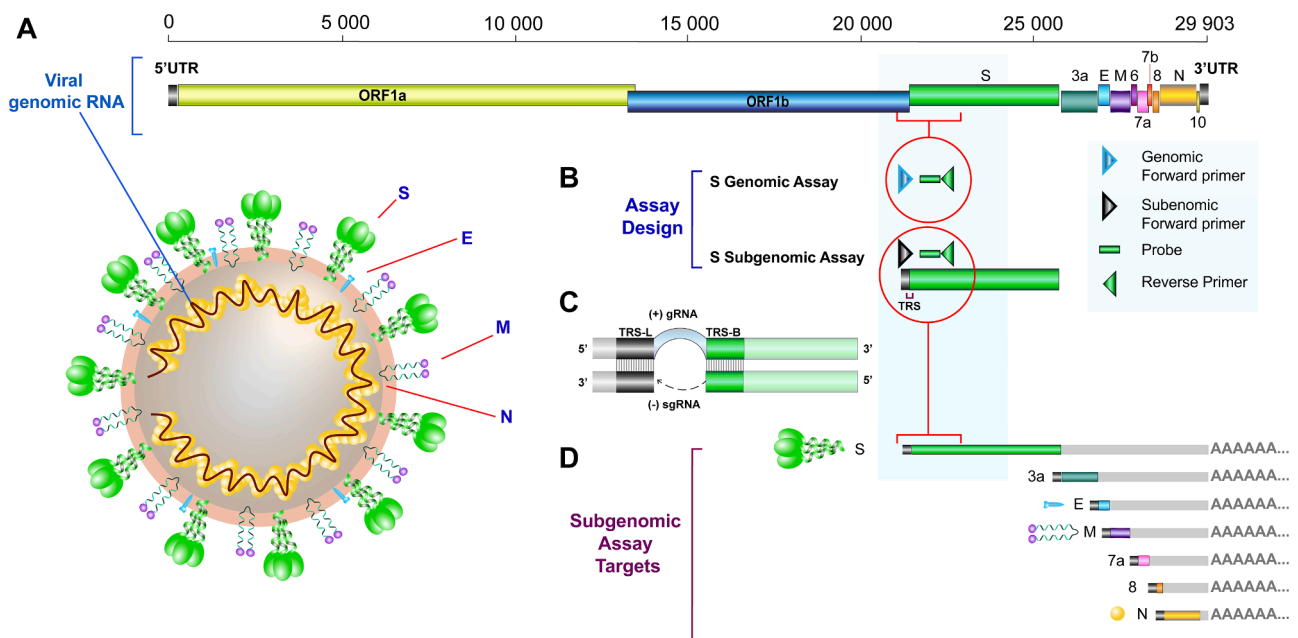 A
0
5 000
10 000
15 000
20 000
25 000
29 903
Viral
genomic RNA
5’UTR
ORF1a
ORF1b
S
3a
E
M
6
7b
8
N
3’UTR
7a
10
S
E
M
N
B
Assay
Design
S Genomic Assay
S Subgenomic Assay
TRS
Genomic
Forward primer
Subenomic
Forward primer
Probe
Reverse Primer
C
(+) gRNA
TRS-L
TRS-B
5’
3’
3’
5’
(-) sgRNA
D
Subgenomic
Assay
Targets
S AAAAAA...
3a AAAAAA...
E AAAAAA...
M AAAAAA...
7a AAAAAA...
8 AAAAAA...
N AAAAAA...